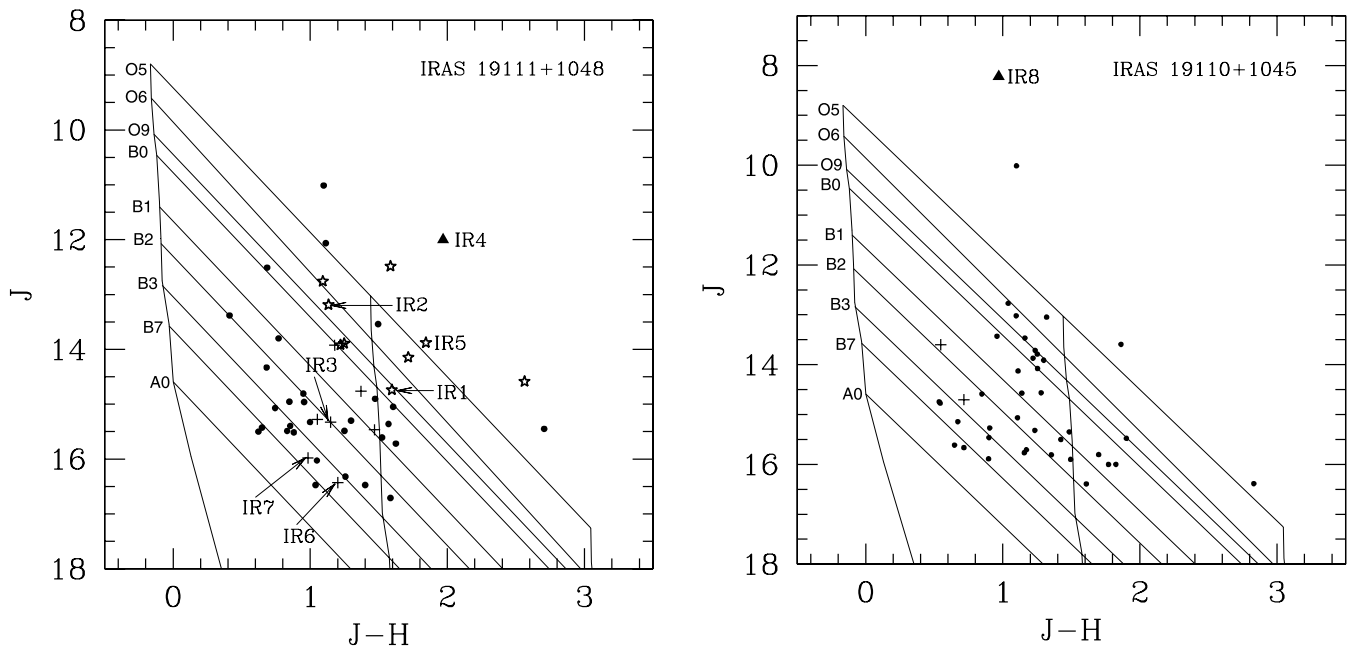 IRAS 19111+1048
8
10
12
14
16
18
J
O5
O6
O9
B0
B1
B2
B3
B7
A0
IR4
IR2
IR5
IR3
IR1
IR7
IR6
0 1 2 3
J-H
IRAS 19110+1045
8
10
12
14
16
18
J
IR8
O5
O6
O9
B0
B1
B2
B3
B7
A0
0 1 2 3
J-H